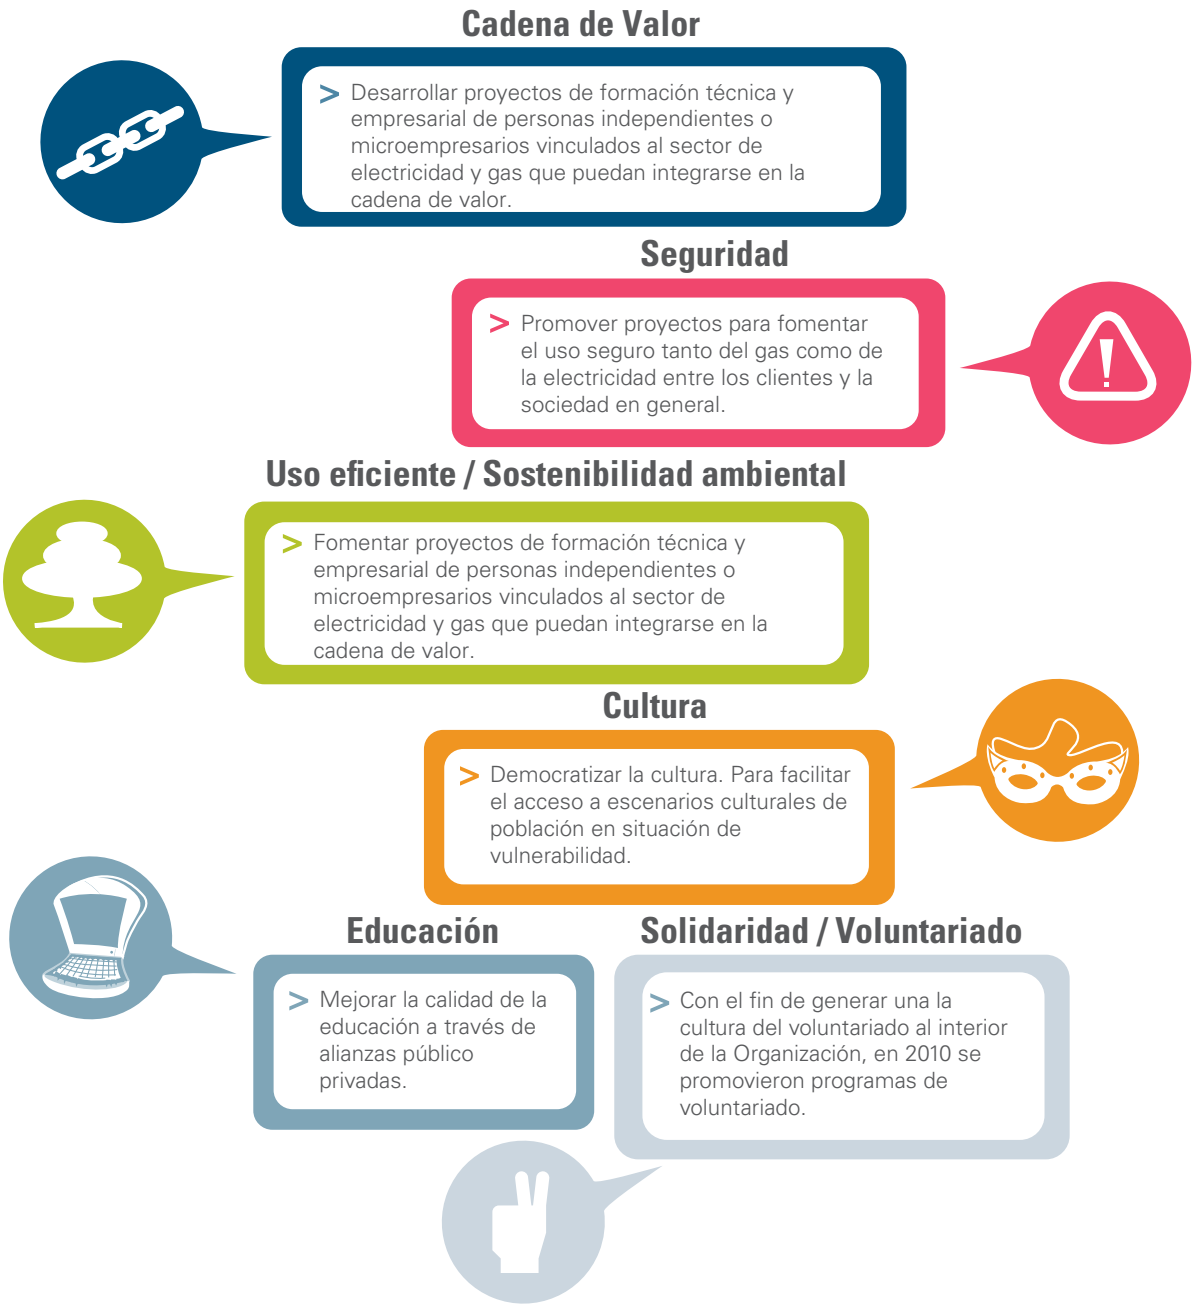 Cadena de Valor
> Desarrollar proyectos de formación técnica y
empresarial de personas independientes o
microempresarios vinculados al sector de
electricidad y gas que puedan integrarse en la
cadena de valor.
Seguridad
> Promover proyectos para fomentar
el uso seguro tanto del gas como de
la electricidad entre los clientes y la
sociedad en general.
Uso eficiente / Sostenibilidad ambiental
> Fomentar proyectos de formación técnica y
empresarial de personas independientes o
microempresarios vinculados al sector de
electricidad y gas que puedan integrarse en la
cadena de valor.
Cultura
> Democratizar la cultura. Para facilitar
el acceso a escenarios culturales de
población en situación de
vulnerabilidad.
Educación
> Mejorar la calidad de la
educación a través de
alianzas público
privadas.
Solidaridad / Voluntariado
> Con el fin de generar una la
cultura del voluntariado al interior
de la Organización, en 2010 se
promovieron programas de
voluntariado.